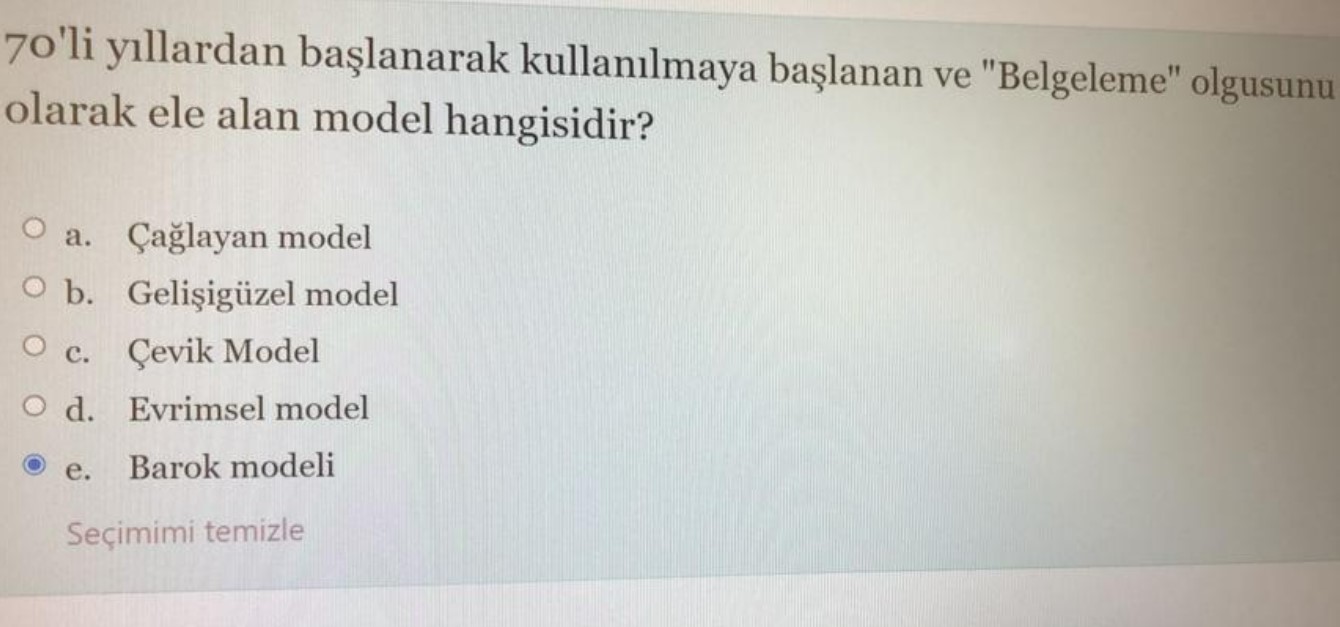 70'li yıllardan başlanarak kullanılmaya başlanan ve "Belgeleme" olgusunu
olarak ele alan model hangisidir?
a. Çağlayan model
b. Gelişigüzel model
c. Çevik Model
d. Evrimsel model
e. Barok modeli
Seçimimi temizle